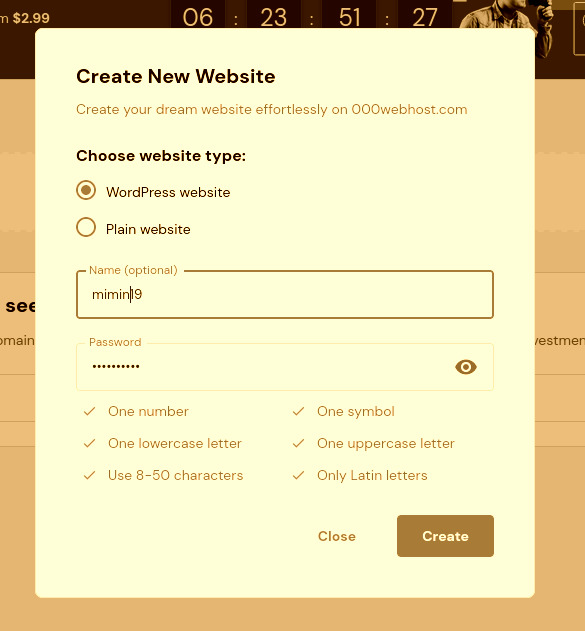 $2.99
06 : 23 : 51 : 27
Create New Website
Create your dream website effortlessly on 000webhost.com
Choose website type:
WordPress website
Plain website
see
Name (optional)
mimin19
Password
••••••••••
One number
One symbol
One lowercase letter
One uppercase letter
Use 8-50 characters
Only Latin letters
Close
Create